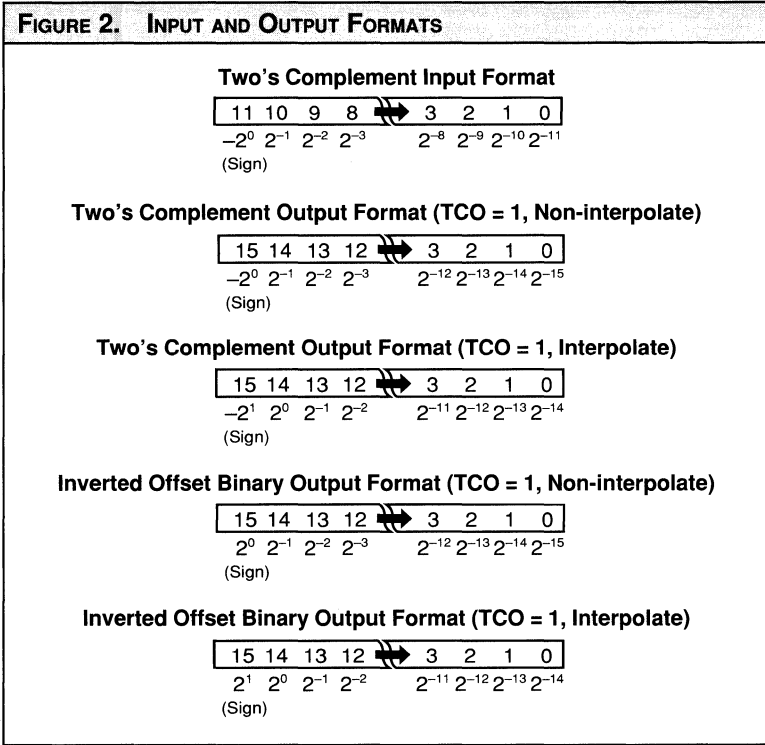 FIGURE 2. INPUT AND OUTPUT FORMATS
Two's Complement Input Format
11 10 9 8 3 2 1 0
–2⁰ 2⁻¹ 2⁻² 2⁻³ 2⁻⁸ 2⁻⁹ 2⁻¹⁰ 2⁻¹¹
(Sign)
Two's Complement Output Format (TCO = 1, Non-interpolate)
15 14 13 12 3 2 1 0
–2⁰ 2⁻¹ 2⁻² 2⁻³ 2⁻¹² 2⁻¹³ 2⁻¹⁴ 2⁻¹⁵
(Sign)
Two's Complement Output Format (TCO = 1, Interpolate)
15 14 13 12 3 2 1 0
–2¹ 2⁰ 2⁻¹ 2⁻² 2⁻¹¹ 2⁻¹² 2⁻¹³ 2⁻¹⁴
(Sign)
Inverted Offset Binary Output Format (TCO = 1, Non-interpolate)
15 14 13 12 3 2 1 0
2⁰ 2⁻¹ 2⁻² 2⁻³ 2⁻¹² 2⁻¹³ 2⁻¹⁴ 2⁻¹⁵
(Sign)
Inverted Offset Binary Output Format (TCO = 1, Interpolate)
15 14 13 12 3 2 1 0
2¹ 2⁰ 2⁻¹ 2⁻² 2⁻¹¹ 2⁻¹² 2⁻¹³ 2⁻¹⁴
(Sign)